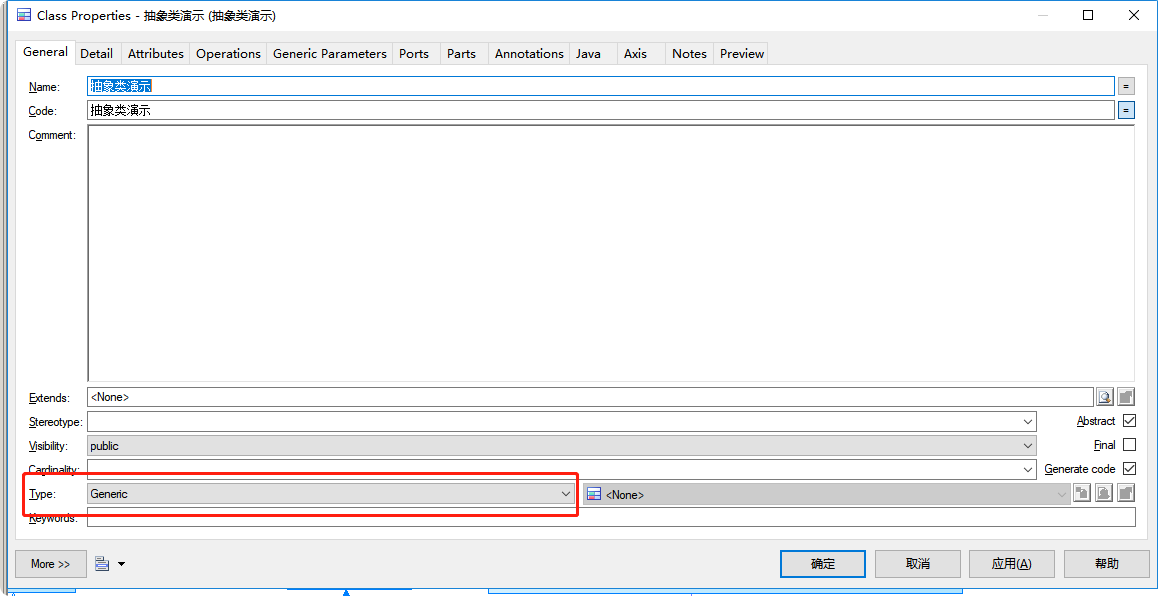 Class Properties - 抽象类演示 (抽象类演示)
General Detail Attributes Operations Generic Parameters Ports Parts Annotations Java Axis Notes Preview
Name: 抽象类演示 =
Code: 抽象类演示 =
Comment:
Extends: <None>
Stereotype: Abstract
Visibility: public Final
Cardinality: Generate code
Type: Generic <None>
Keywords:
More >> 确定 取消 应用(A) 帮助